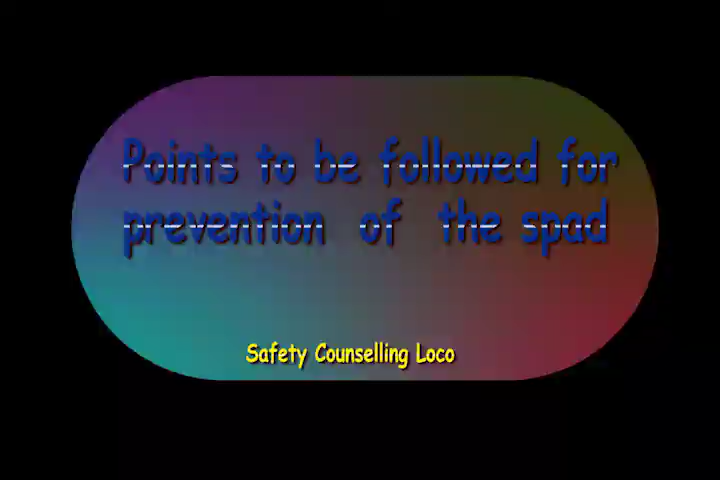 Points to be followed for
prevention of the spad
Safety Counselling Loco